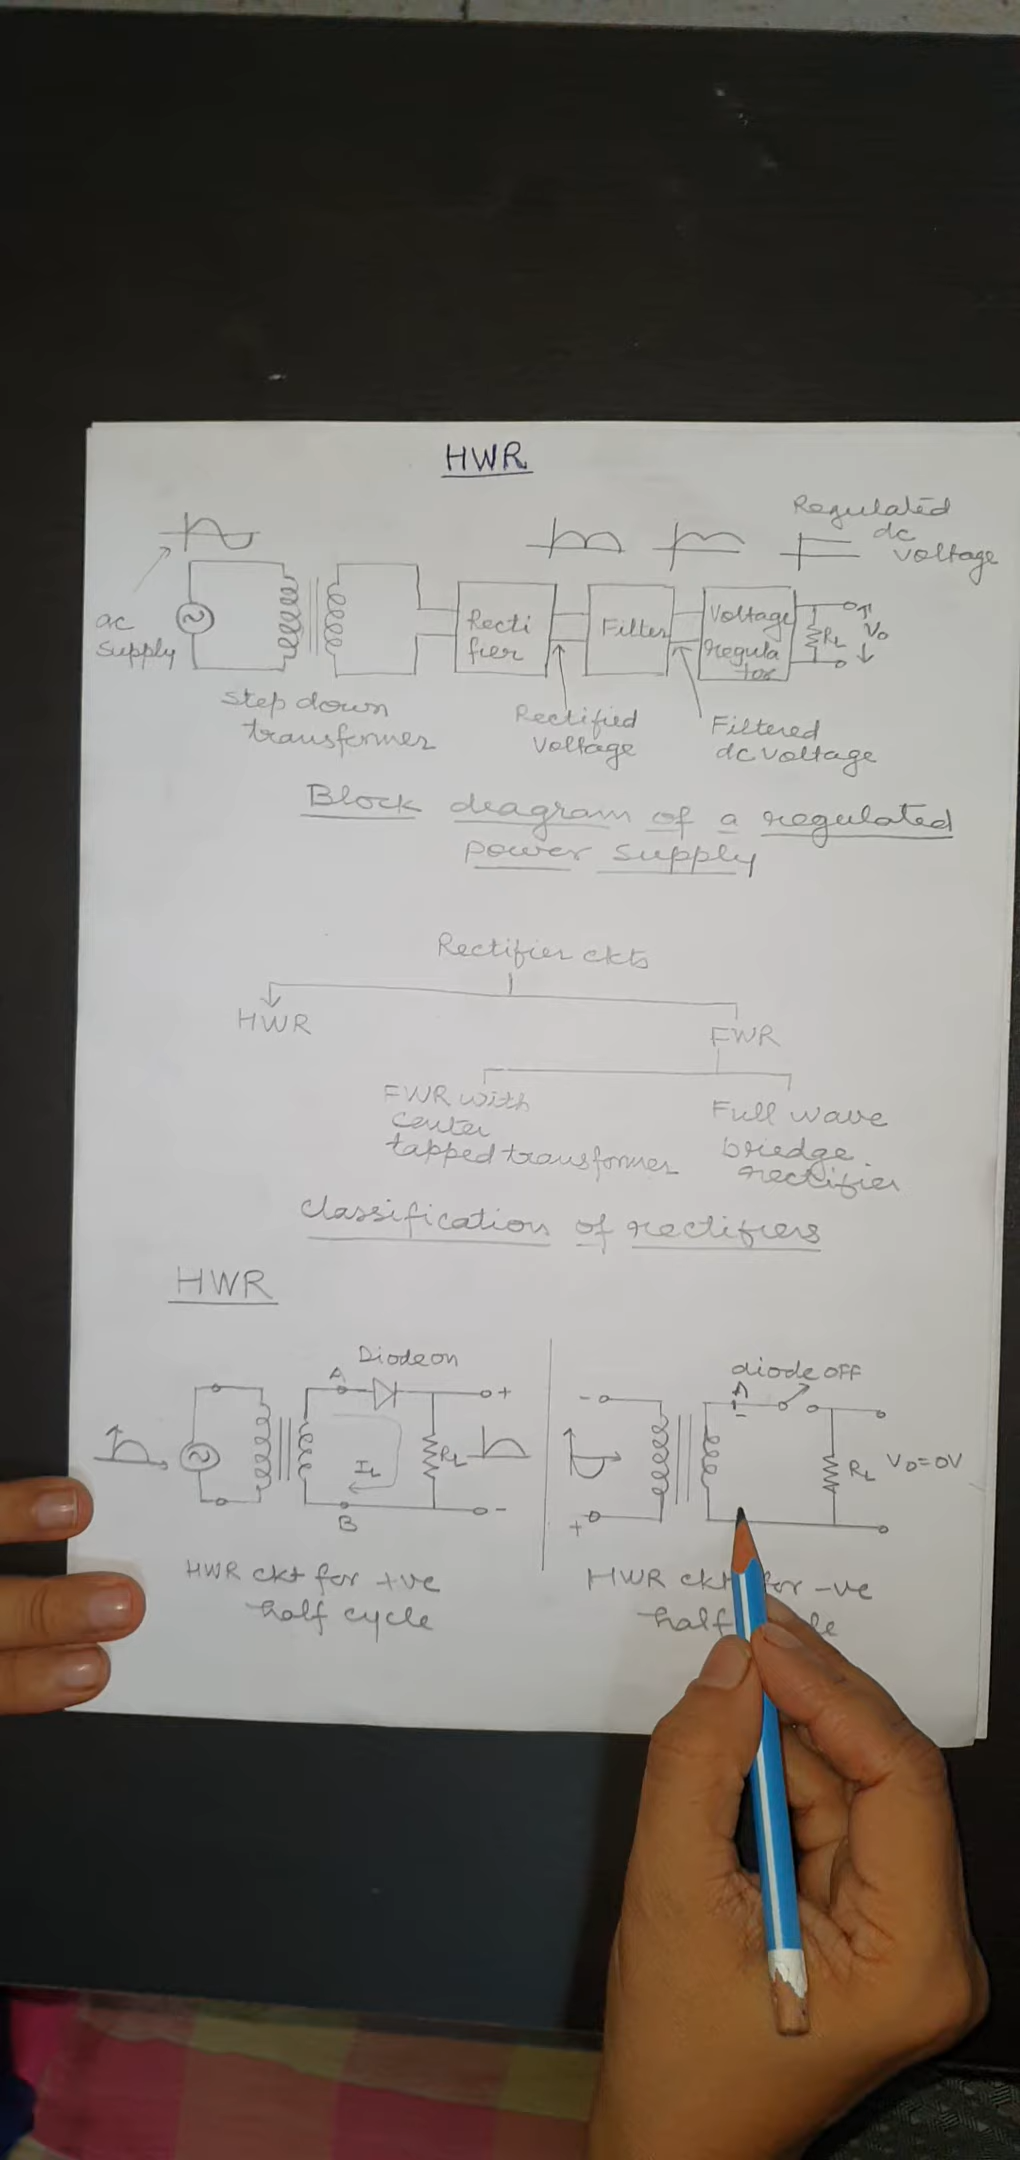 HWR
Regulated
dc
voltage
ac
supply
Recti
fier
Filter
Voltage
regula
tor
RL
Vo
step down
transformer
Rectified
voltage
Filtered
dc voltage
Block deagram of a regulated
power supply
Rectifier ckts
HWR
FWR
FWR with
center
tapped transformer
Full wave
briedge
rectifier
classification of rectifiers
HWR
Diode on
A
+
IL
RL
-
B
HWR ckt for +ve
half cycle
diode OFF
-
A
-
RL
Vo=0V
+
HWR ckt for -ve
half